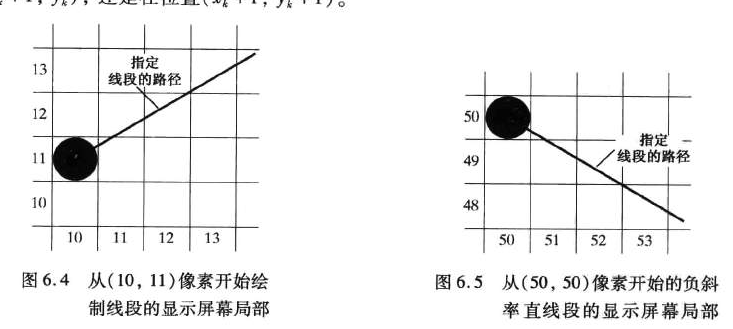 +1, yₖ), 还是在位置(xₖ+1, yₖ+1)。
13
12
11
10
10 11 12 13
指定
线段的路径
图6.4 从(10, 11)像素开始绘
制线段的显示屏幕局部
50
49
48
50 51 52 53
指定
线段的路径
图6.5 从(50, 50)像素开始的负斜
率直线段的显示屏幕局部